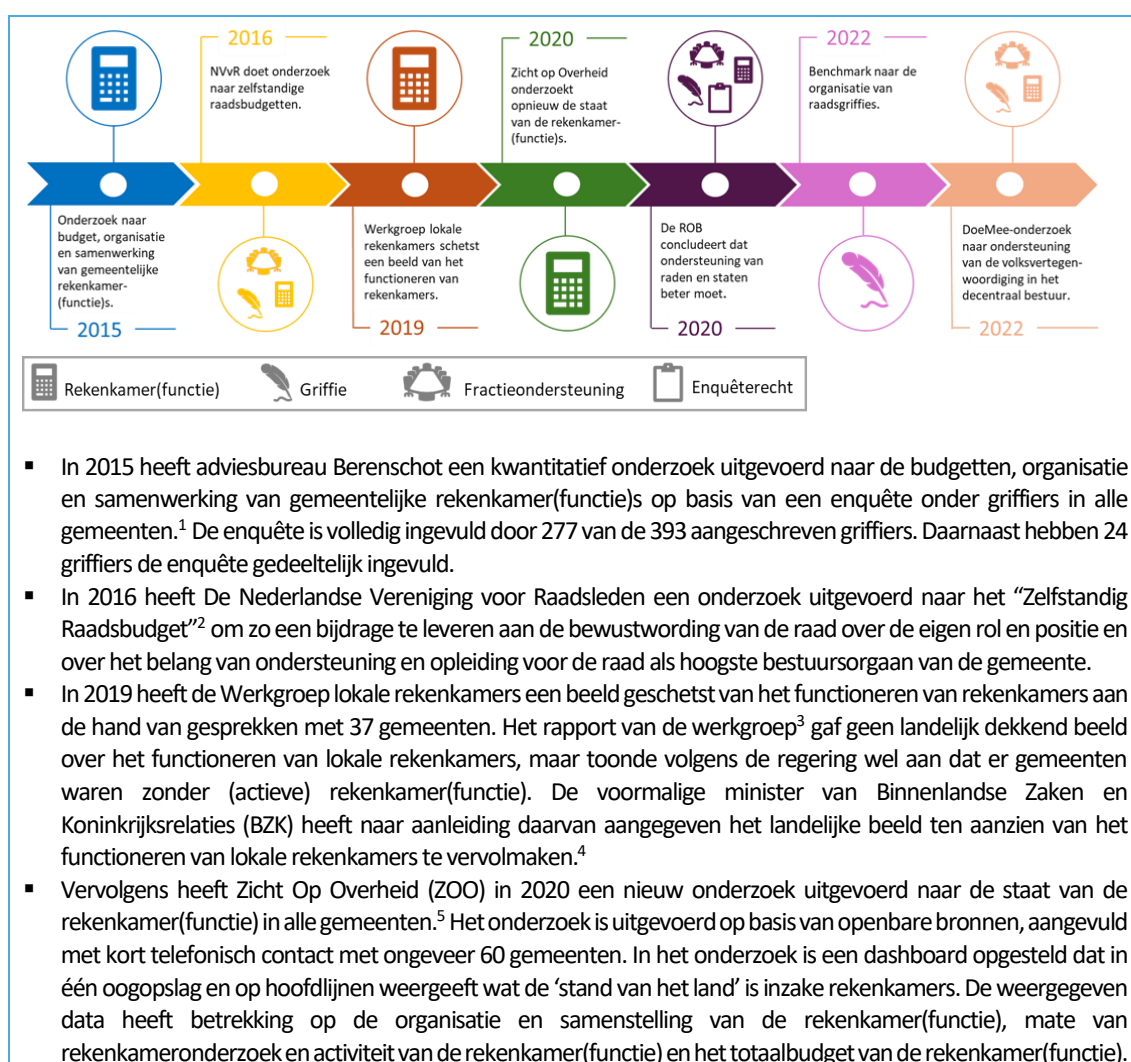 2016
NVvR doet onderzoek
naar zelfstandige
raadsbudgetten.
2020
Zicht op Overheid
onderzoekt
opnieuw de staat
van de rekenkamer-
(functie)s.
2022
Benchmark naar de
organisatie van
raadsgriffies.
Onderzoek naar
budget, organisatie
en samenwerking
van gemeentelijke
rekenkamer-
(functie)s.
2015
Werkgroep lokale
rekenkamers schetst
een beeld van het
functioneren van
rekenkamers.
2019
De ROB
concludeert dat
ondersteuning van
raden en staten
beter moet.
2020
DoeMee-onderzoek
naar ondersteuning
van de volksvertegen-
woordiging in het
decentraal bestuur.
2022
Rekenkamer(functie) Griffie Fractieondersteuning Enquêterecht
▪ In 2015 heeft adviesbureau Berenschot een kwantitatief onderzoek uitgevoerd naar de budgetten, organisatie
en samenwerking van gemeentelijke rekenkamer(functie)s op basis van een enquête onder griffiers in alle
gemeenten.1 De enquête is volledig ingevuld door 277 van de 393 aangeschreven griffiers. Daarnaast hebben 24
griffiers de enquête gedeeltelijk ingevuld.
▪ In 2016 heeft De Nederlandse Vereniging voor Raadsleden een onderzoek uitgevoerd naar het “Zelfstandig
Raadsbudget”2 om zo een bijdrage te leveren aan de bewustwording van de raad over de eigen rol en positie en
over het belang van ondersteuning en opleiding voor de raad als hoogste bestuursorgaan van de gemeente.
▪ In 2019 heeft de Werkgroep lokale rekenkamers een beeld geschetst van het functioneren van rekenkamers aan
de hand van gesprekken met 37 gemeenten. Het rapport van de werkgroep3 gaf geen landelijk dekkend beeld
over het functioneren van lokale rekenkamers, maar toonde volgens de regering wel aan dat er gemeenten
waren zonder (actieve) rekenkamer(functie). De voormalige minister van Binnenlandse Zaken en
Koninkrijksrelaties (BZK) heeft naar aanleiding daarvan aangegeven het landelijke beeld ten aanzien van het
functioneren van lokale rekenkamers te vervolmaken.4
▪ Vervolgens heeft Zicht Op Overheid (ZOO) in 2020 een nieuw onderzoek uitgevoerd naar de staat van de
rekenkamer(functie) in alle gemeenten.5 Het onderzoek is uitgevoerd op basis van openbare bronnen, aangevuld
met kort telefonisch contact met ongeveer 60 gemeenten. In het onderzoek is een dashboard opgesteld dat in
één oogopslag en op hoofdlijnen weergeeft wat de ‘stand van het land’ is inzake rekenkamers. De weergegeven
data heeft betrekking op de organisatie en samenstelling van de rekenkamer(functie), mate van
rekenkameronderzoek en activiteit van de rekenkamer(functie) en het totaalbudget van de rekenkamer(functie).